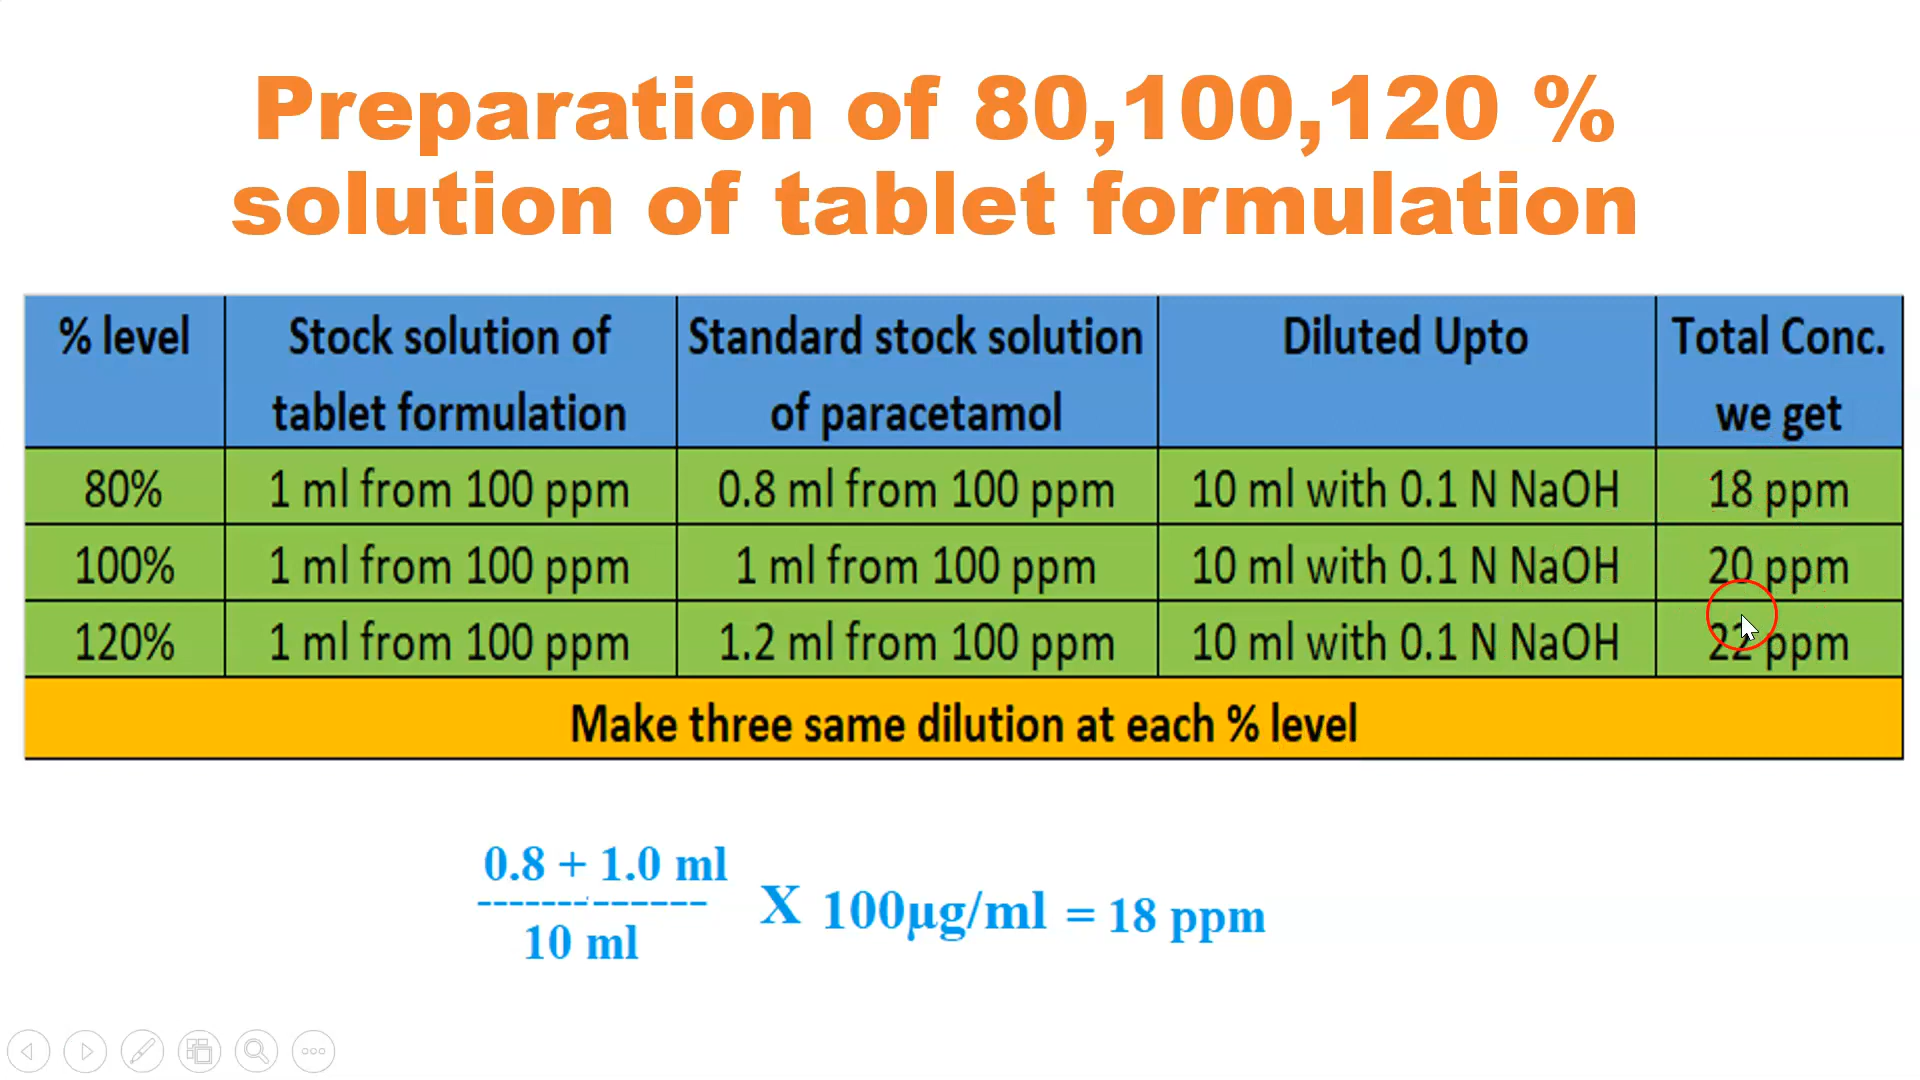 Preparation of 80,100,120 %
solution of tablet formulation
% level
Stock solution of
tablet formulation
Standard stock solution
of paracetamol
Diluted Upto
Total Conc.
we get
80%
1 ml from 100 ppm
0.8 ml from 100 ppm
10 ml with 0.1 N NaOH
18 ppm
100%
1 ml from 100 ppm
1 ml from 100 ppm
10 ml with 0.1 N NaOH
20 ppm
120%
1 ml from 100 ppm
1.2 ml from 100 ppm
10 ml with 0.1 N NaOH
22 ppm
Make three same dilution at each % level
0.8 + 1.0 ml
-------------
10 ml
X 100µg/ml = 18 ppm